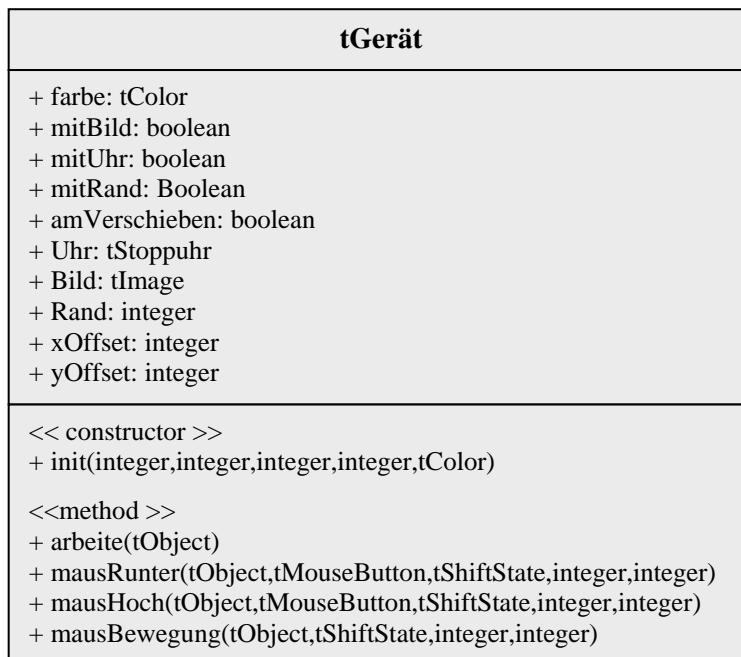 tGerät
+ farbe: tColor
+ mitBild: boolean
+ mitUhr: boolean
+ mitRand: Boolean
+ amVerschieben: boolean
+ Uhr: tStoppuhr
+ Bild: tImage
+ Rand: integer
+ xOffset: integer
+ yOffset: integer
<< constructor >>
+ init(integer,integer,integer,integer,tColor)
<<method >>
+ arbeite(tObject)
+ mausRunter(tObject,tMouseButton,tShiftState,integer,integer)
+ mausHoch(tObject,tMouseButton,tShiftState,integer,integer)
+ mausBewegung(tObject,tShiftState,integer,integer)